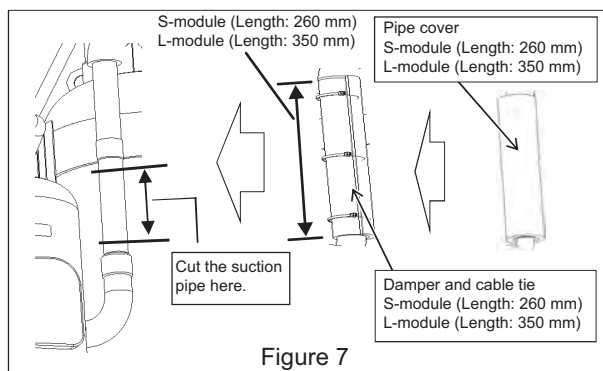 S-module (Length: 260 mm)
L-module (Length: 350 mm)
Pipe cover
S-module (Length: 260 mm)
L-module (Length: 350 mm)
Cut the suction
pipe here.
Damper and cable tie
S-module (Length: 260 mm)
L-module (Length: 350 mm)
Figure 7